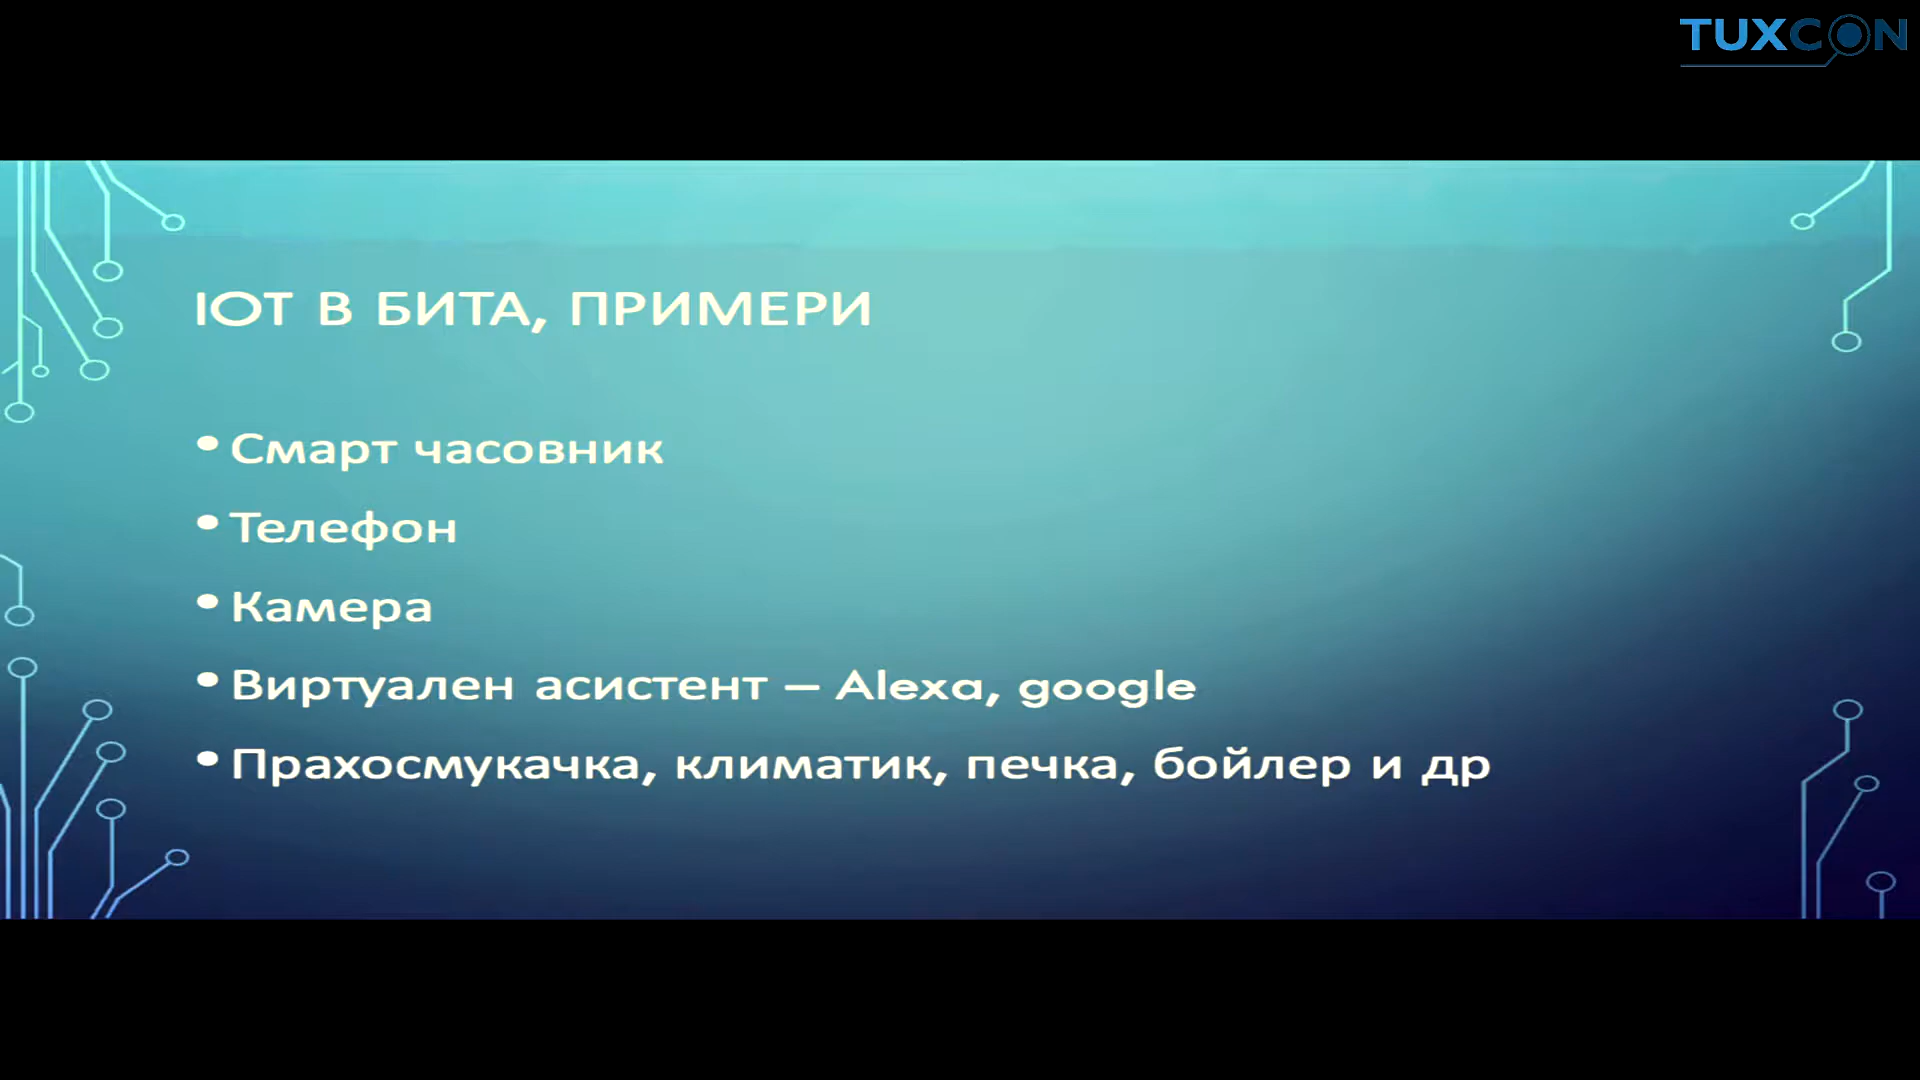 TUXCON
IOT В БИТА, ПРИМЕРИ
• Смарт часовник
• Телефон
• Камера
• Виртуален асистент – Alexa, google
• Прахосмукачка, климатик, печка, бойлер и др